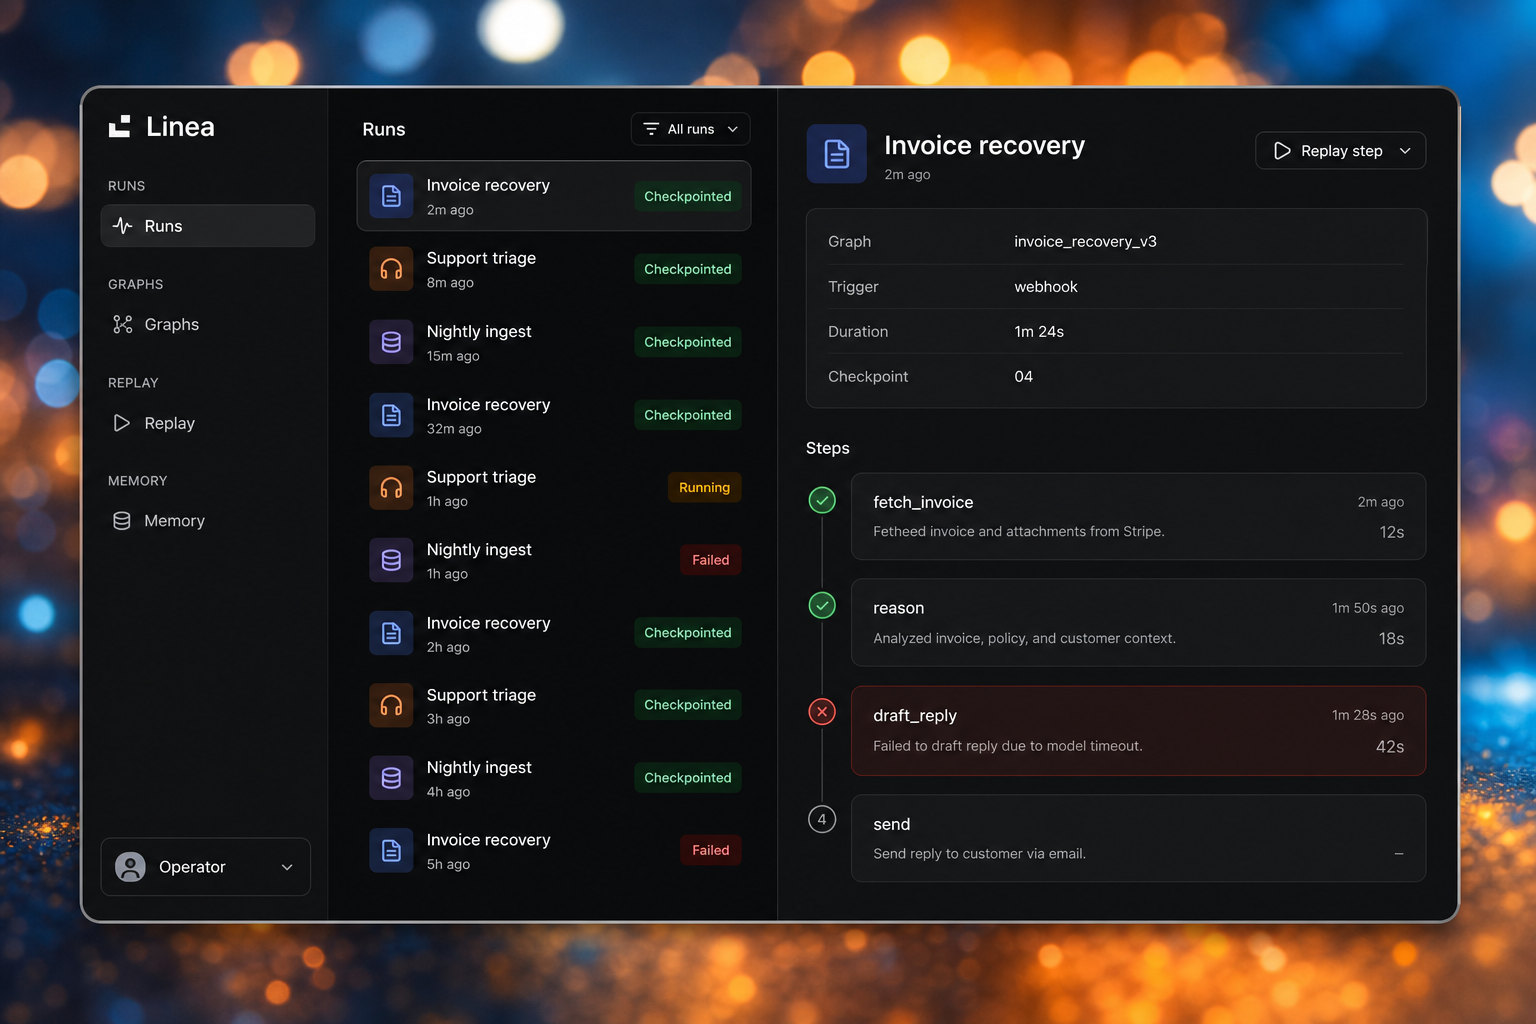 Linea
RUNS
Runs
GRAPHS
Graphs
REPLAY
Replay
MEMORY
Memory
Operator
Runs
All runs
Invoice recovery
2m ago
Checkpointed
Support triage
8m ago
Checkpointed
Nightly ingest
15m ago
Checkpointed
Invoice recovery
32m ago
Checkpointed
Support triage
1h ago
Running
Nightly ingest
1h ago
Failed
Invoice recovery
2h ago
Checkpointed
Support triage
3h ago
Checkpointed
Nightly ingest
4h ago
Checkpointed
Invoice recovery
5h ago
Failed
Invoice recovery
2m ago
Replay step
Graph invoice_recovery_v3
Trigger webhook
Duration 1m 24s
Checkpoint 04
Steps
fetch_invoice 2m ago
Fetheed invoice and attachments from Stripe. 12s
reason 1m 50s ago
Analyzed invoice, policy, and customer context. 18s
draft_reply 1m 28s ago
Failed to draft reply due to model timeout. 42s
4 send
Send reply to customer via email. –